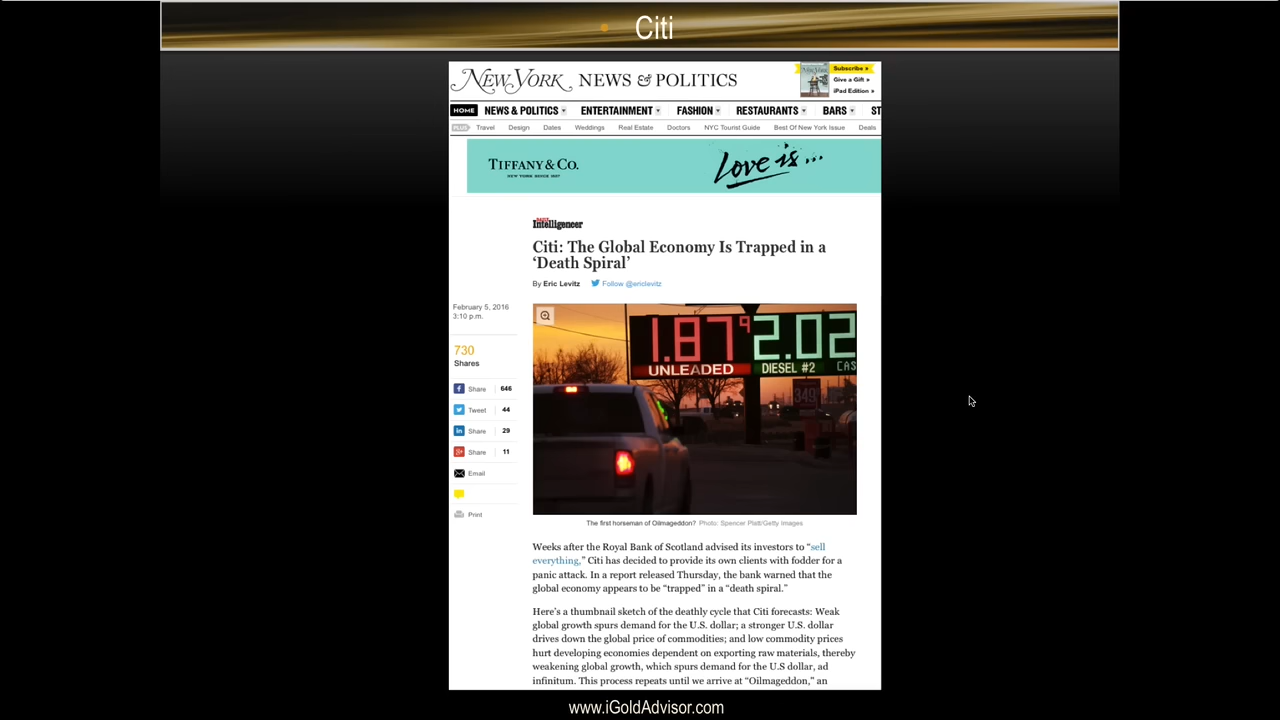 Citi
NEW YORK NEWS & POLITICS
Subscribe »
Give a Gift »
iPad Edition »
HOME NEWS & POLITICS ENTERTAINMENT FASHION RESTAURANTS BARS ST
PLUS Travel Design Dates Weddings Real Estate Doctors NYC Tourist Guide Best Of New York Issue Deals
TIFFANY & CO.
NEW YORK SINCE 1837
Love is...
DAILY
Intelligencer
Citi: The Global Economy Is Trapped in a
‘Death Spiral’
By Eric Levitz Follow @ericlevitz
February 5, 2016
3:10 p.m.
730
Shares
Share 646
Tweet 44
Share 29
Share 11
Email
Print
1.87 9 2.02
UNLEADED DIESEL #2 CAS
The first horseman of Oilmageddon? Photo: Spencer Platt/Getty Images
Weeks after the Royal Bank of Scotland advised its investors to “sell
everything,” Citi has decided to provide its own clients with fodder for a
panic attack. In a report released Thursday, the bank warned that the
global economy appears to be “trapped” in a “death spiral.”
Here’s a thumbnail sketch of the deathly cycle that Citi forecasts: Weak
global growth spurs demand for the U.S. dollar; a stronger U.S. dollar
drives down the global price of commodities; and low commodity prices
hurt developing economies dependent on exporting raw materials, thereby
weakening global growth, which spurs demand for the U.S dollar, ad
infinitum. This process repeats until we arrive at “Oilmageddon,” an
www.iGoldAdvisor.com